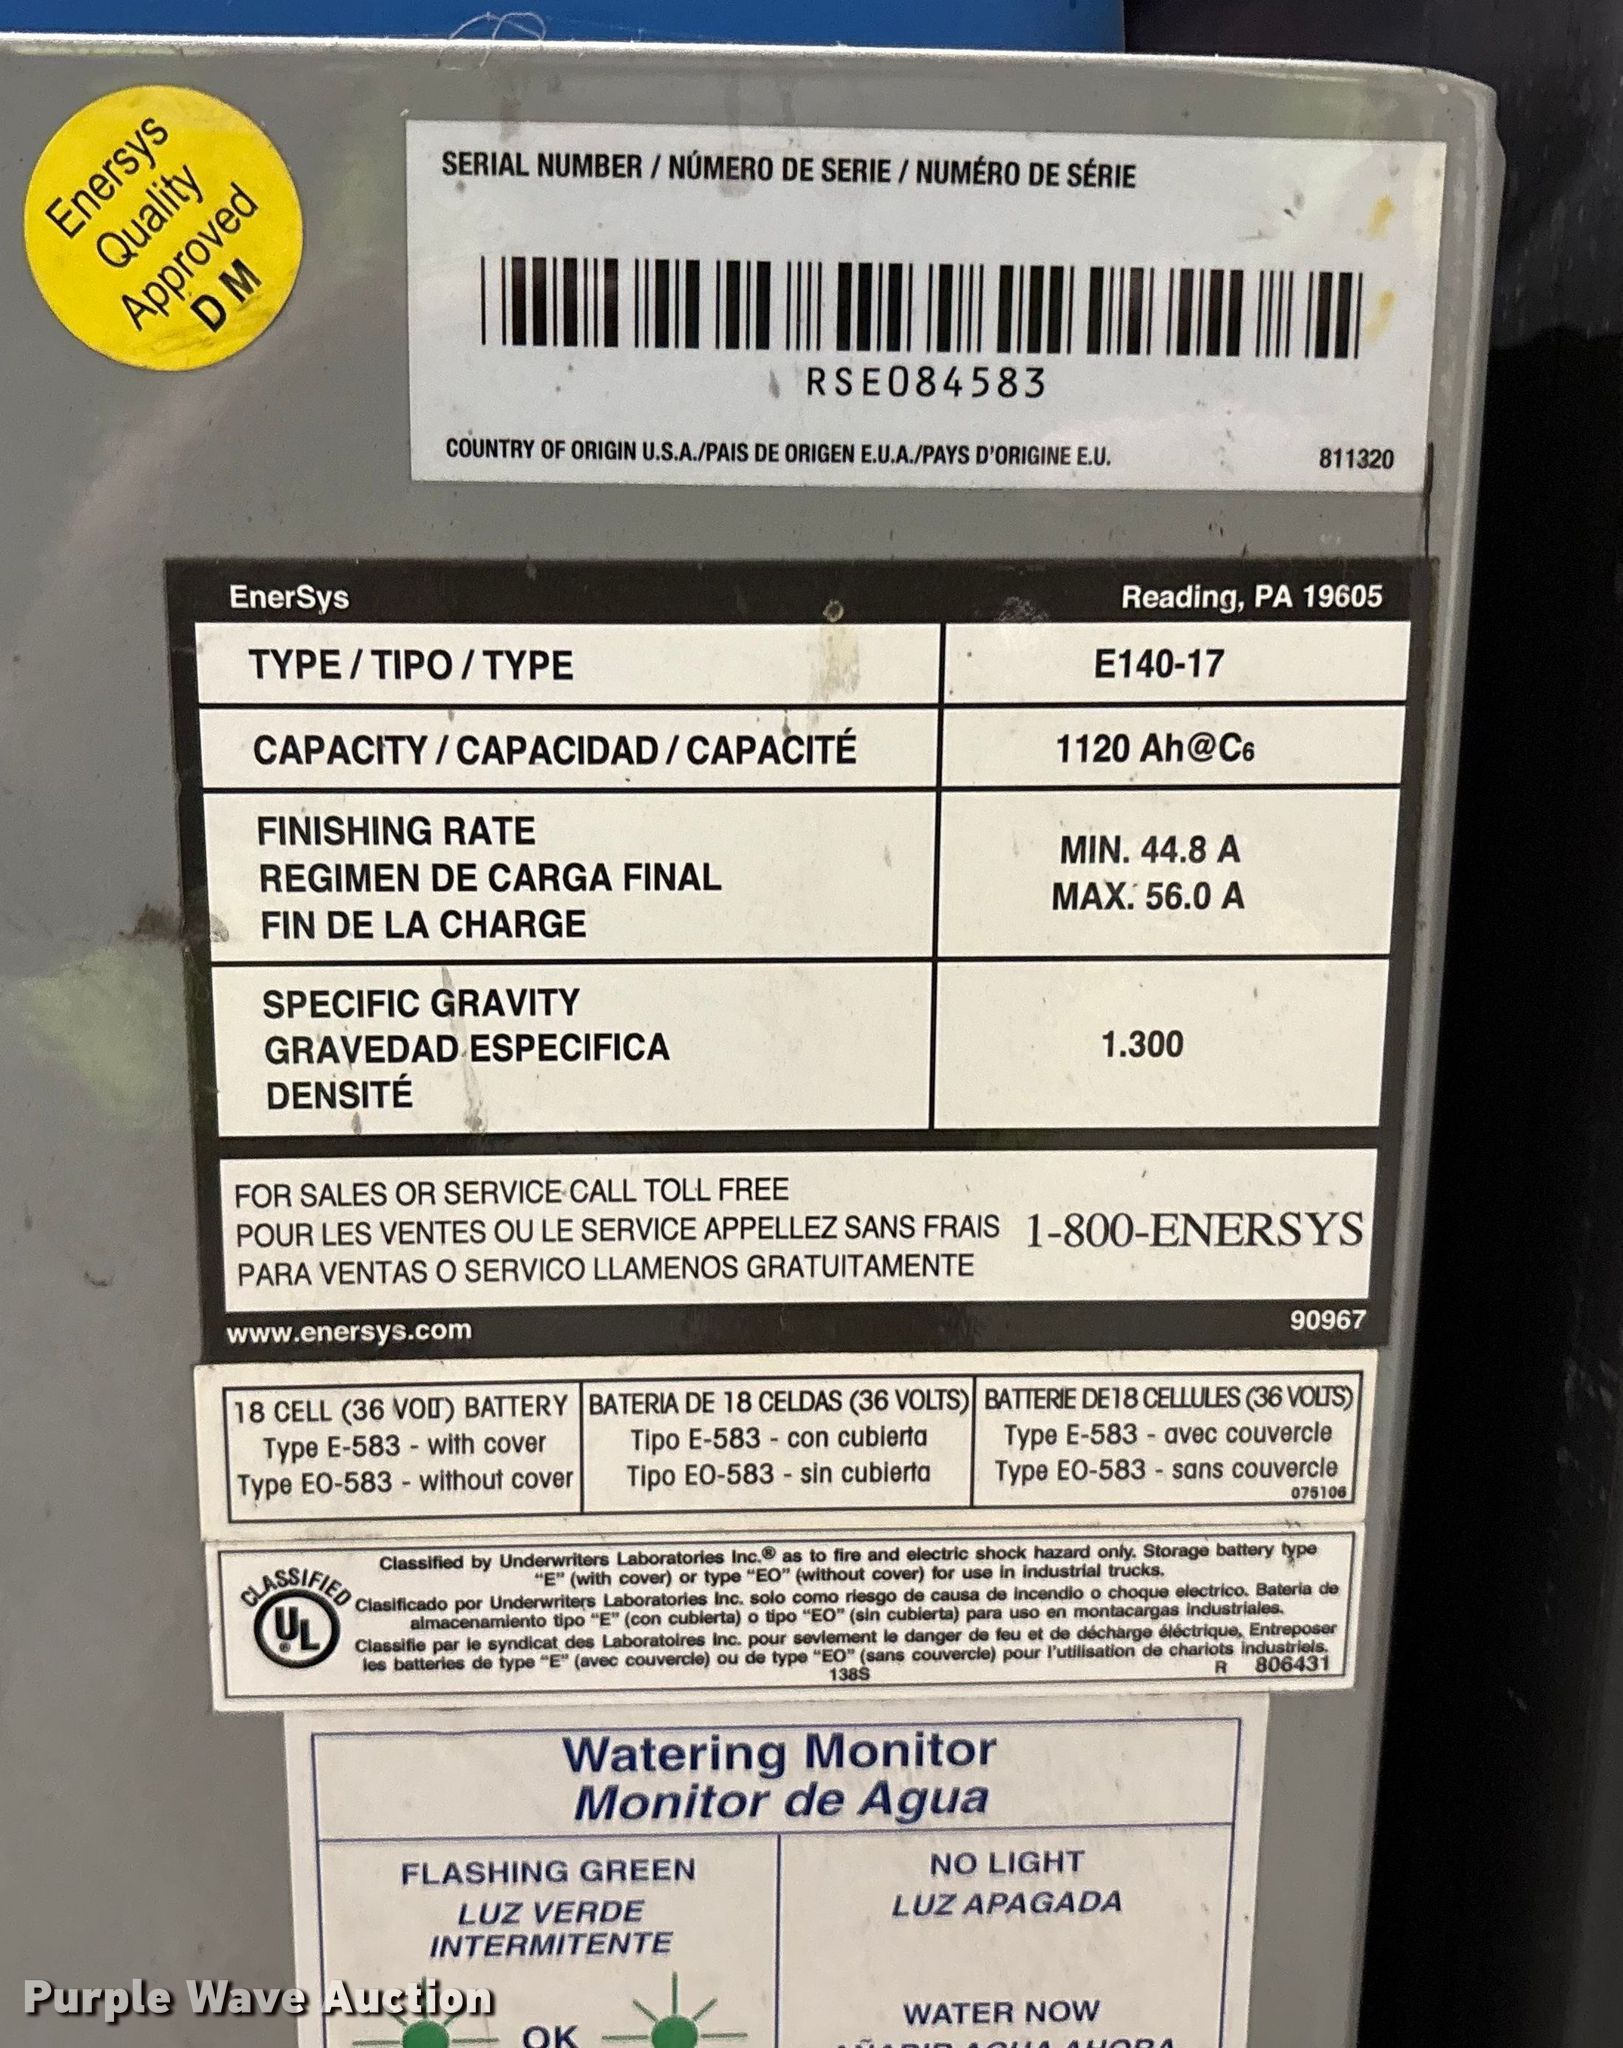 Enersys
Quality
Approved
D M
SERIAL NUMBER / NÚMERO DE SERIE / NUMÉRO DE SÉRIE
RSE084583
COUNTRY OF ORIGIN U.S.A./PAIS DE ORIGEN E.U.A./PAYS D'ORIGINE E.U. 811320
EnerSys Reading, PA 19605
TYPE / TIPO / TYPE E140-17
CAPACITY / CAPACIDAD / CAPACITÉ 1120 Ah@C6
FINISHING RATE
REGIMEN DE CARGA FINAL
FIN DE LA CHARGE
MIN. 44.8 A
MAX. 56.0 A
SPECIFIC GRAVITY
GRAVEDAD ESPECIFICA
DENSITÉ
1.300
FOR SALES OR SERVICE CALL TOLL FREE
POUR LES VENTES OU LE SERVICE APPELLEZ SANS FRAIS
PARA VENTAS O SERVICO LLAMENOS GRATUITAMENTE
1-800-ENERSYS
www.enersys.com 90967
18 CELL (36 VOLT) BATTERY
Type E-583 - with cover
Type EO-583 - without cover
BATERIA DE 18 CELDAS (36 VOLTS)
Tipo E-583 - con cubierta
Tipo EO-583 - sin cubierta
BATTERIE DE18 CELLULES (36 VOLTS)
Type E-583 - avec couvercle
Type EO-583 - sans couvercle
075106
CLASSIFIED
UL®
Classified by Underwriters Laboratories Inc.® as to fire and electric shock hazard only. Storage battery type
"E" (with cover) or type "EO" (without cover) for use in industrial trucks.
Clasificado por Underwriters Laboratories Inc. solo como riesgo de causa de incendio o choque electrico. Bateria de
almacenamiento tipo "E" (con cubierta) o tipo "EO" (sin cubierta) para uso en montacargas industriales.
Classifie par le syndicat des Laboratoires Inc. pour sevlement le danger de feu et de décharge éléctrique, Entreposer
les batteries de type "E" (avec couvercle) ou de type "EO" (sans couvercle) pour l'utilisation de chariots industriels.
138S R 806431
Watering Monitor
Monitor de Agua
FLASHING GREEN
LUZ VERDE
INTERMITENTE
OK
NO LIGHT
LUZ APAGADA
WATER NOW
AÑADIR AGUA AHORA
Purple Wave Auction